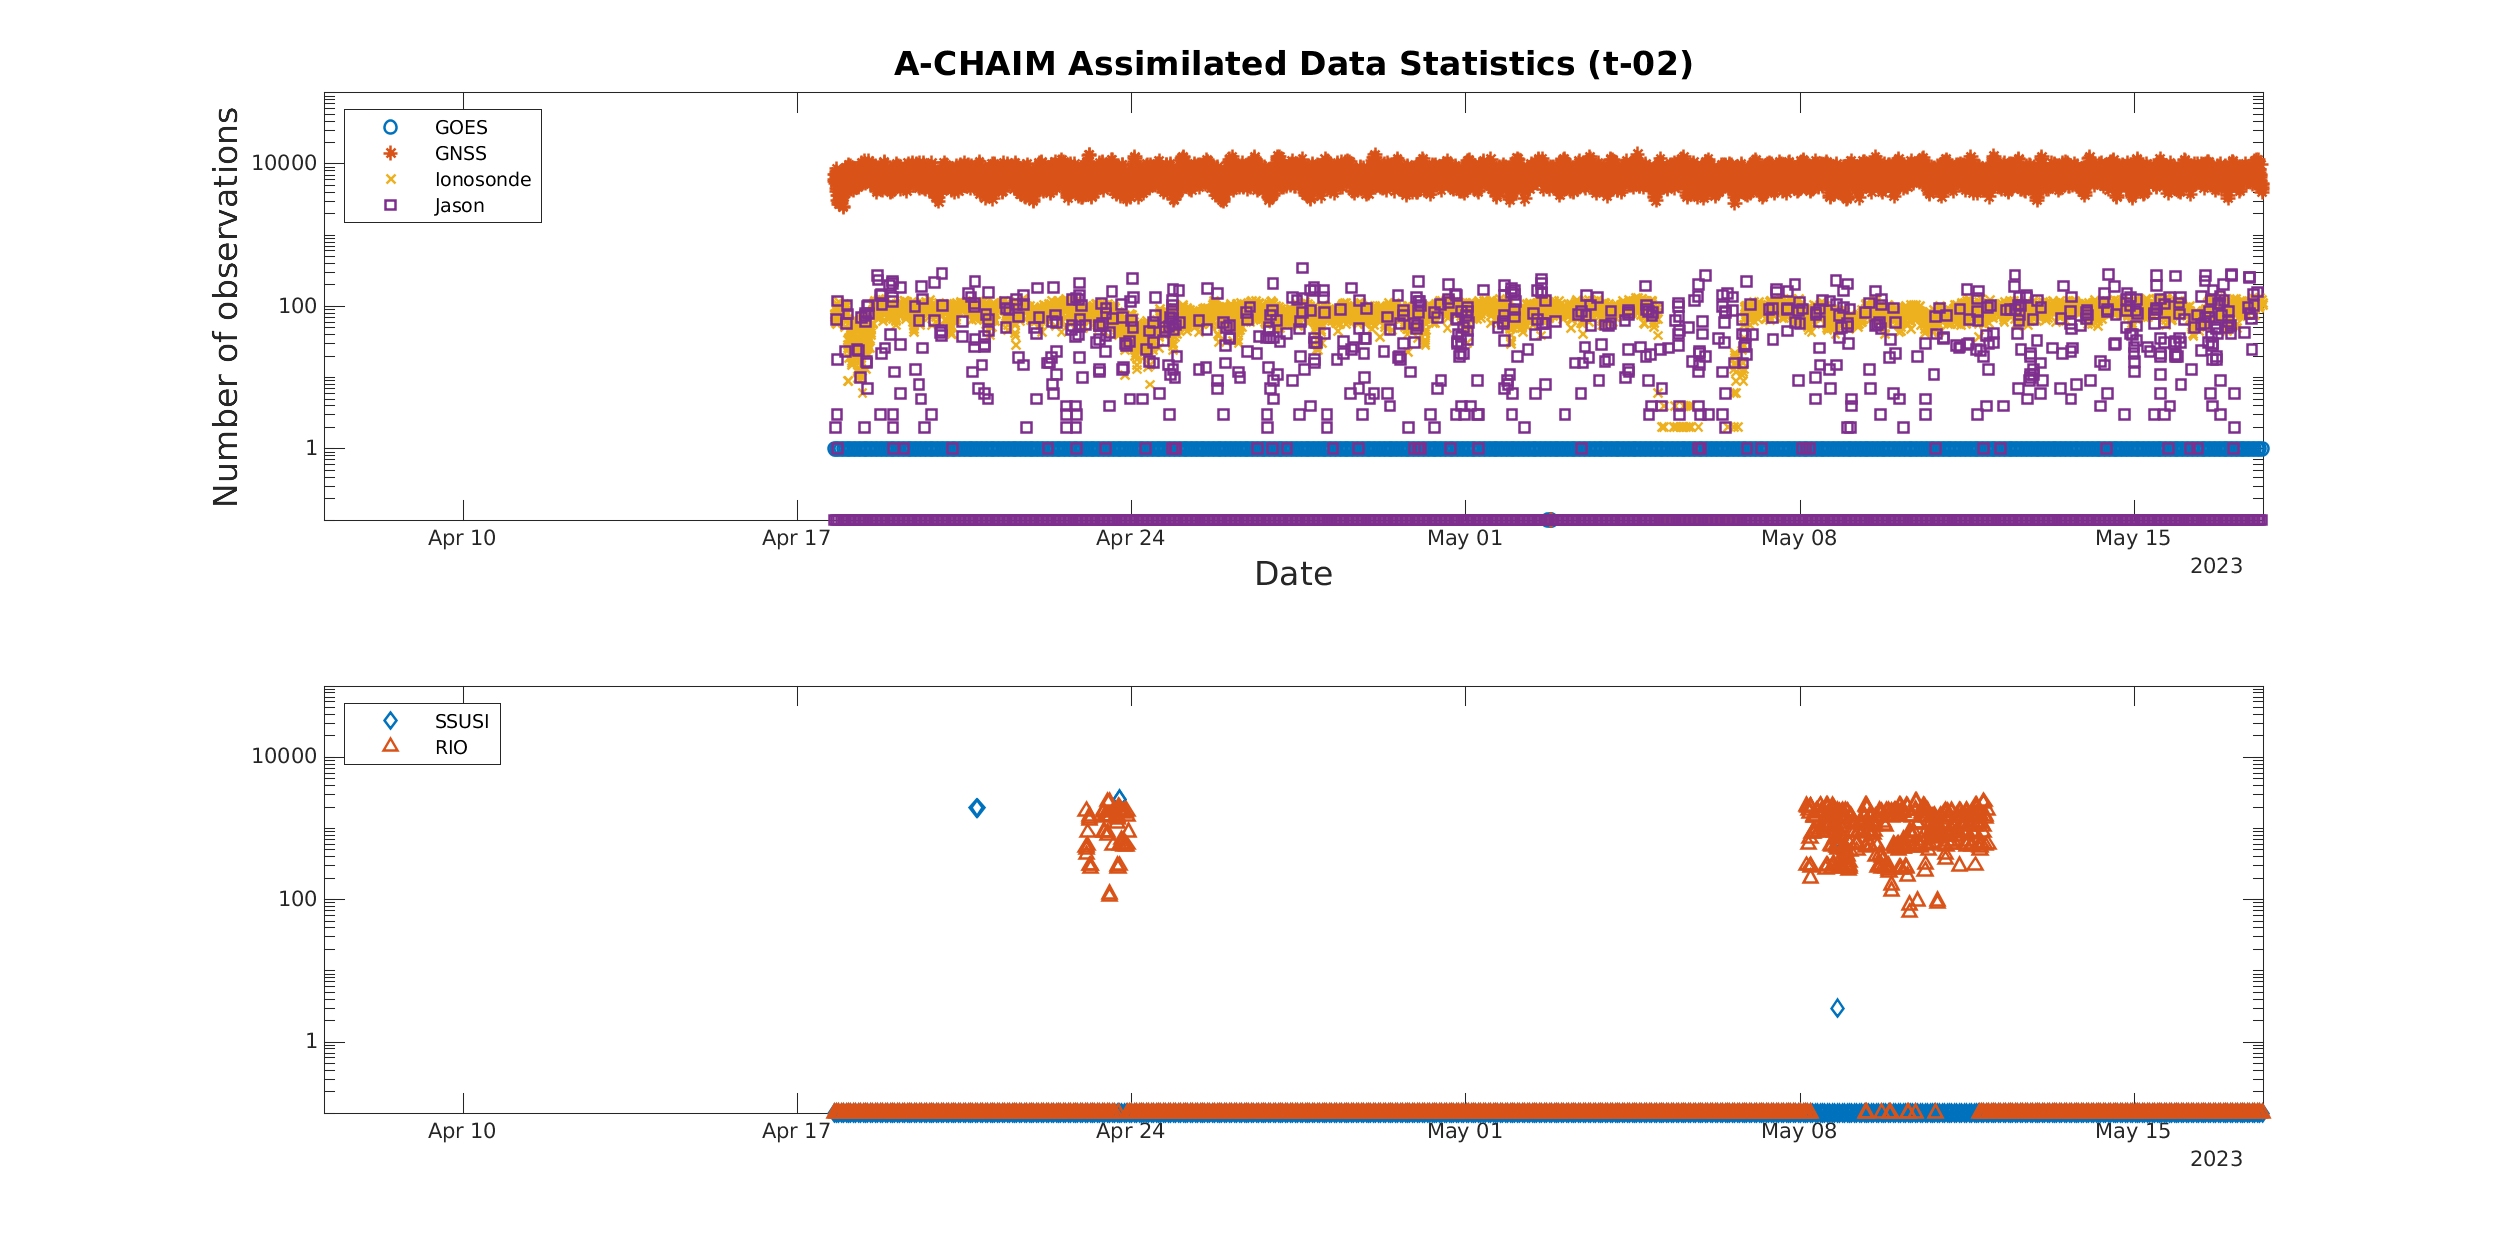 A-CHAIM Assimilated Data Statistics (t-02)
Number of observations
10000
100
1
GOES
GNSS
Ionosonde
Jason
Apr 10 Apr 17 Apr 24 May 01 May 08 May 15
2023
Date
10000
100
1
SSUSI
RIO
Apr 10 Apr 17 Apr 24 May 01 May 08 May 15
2023